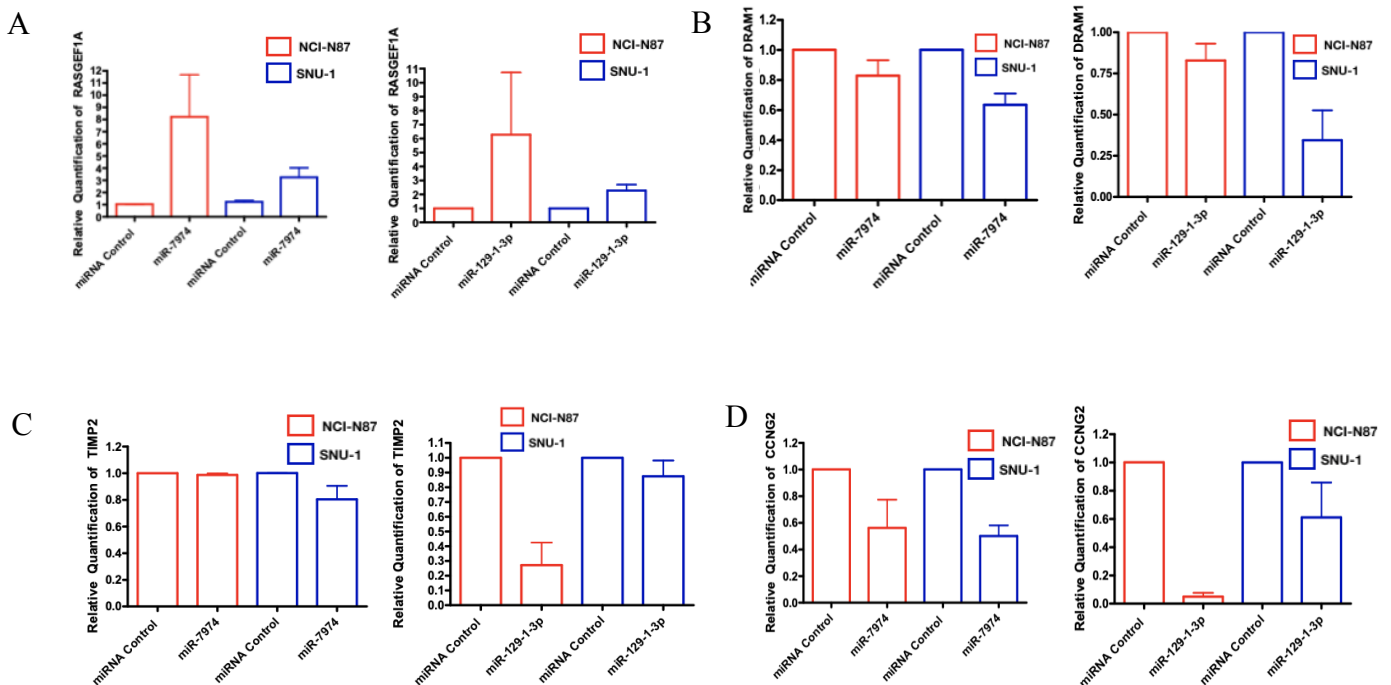 A
Relative Quantification of RASGEF1A
NCI-N87
SNU-1
12
11
10
9
8
7
6
5
4
3
2
1
0
miRNA Control
miR-7974
miRNA Control
miR-7974
Relative Quantification of RASGEF1A
NCI-N87
SNU-1
11
10
9
8
7
6
5
4
3
2
1
0
miRNA Control
miR-129-1-3p
miRNA Control
miR-129-1-3p
B
Relative Quantification of DRAM1
NCI-N87
SNU-1
1.2
1.0
0.8
0.6
0.4
0.2
0.0
miRNA Control
miR-7974
miRNA Control
miR-7974
Relative Quantification of DRAM1
NCI-N87
SNU-1
1.00
0.75
0.50
0.25
0.00
miRNA Control
miR-129-1-3p
miRNA Control
miR-129-1-3p
C
Relative Quantification of TIMP2
NCI-N87
SNU-1
1.2
1.0
0.8
0.6
0.4
0.2
0.0
miRNA Control
miR-7974
miRNA Control
miR-7974
Relative Quantification of TIMP2
NCI-N87
SNU-1
1.1
1.0
0.9
0.8
0.7
0.6
0.5
0.4
0.3
0.2
0.1
0.0
miRNA Control
miR-129-1-3p
miRNA Control
miR-129-1-3p
D
Relative Quantification of CCNG2
NCI-N87
SNU-1
1.2
1.0
0.8
0.6
0.4
0.2
0.0
miRNA Control
miR-7974
miRNA Control
miR-7974
Relative Quantification of CCNG2
NCI-N87
SNU-1
1.2
1.0
0.8
0.6
0.4
0.2
0.0
miRNA Control
miR-129-1-3p
miRNA Control
miR-129-1-3p